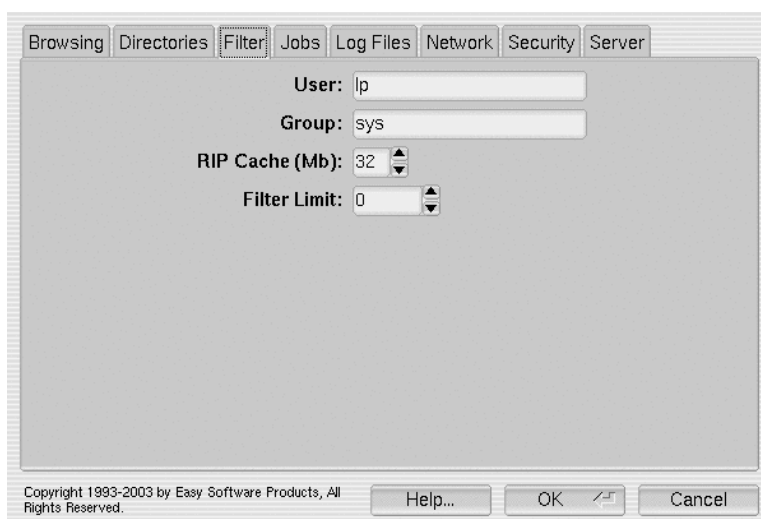 Browsing Directories Filter Jobs Log Files Network Security Server
User: lp
Group: sys
RIP Cache (Mb): 32
Filter Limit: 0
Copyright 1993-2003 by Easy Software Products, All
Rights Reserved.
Help... OK Cancel